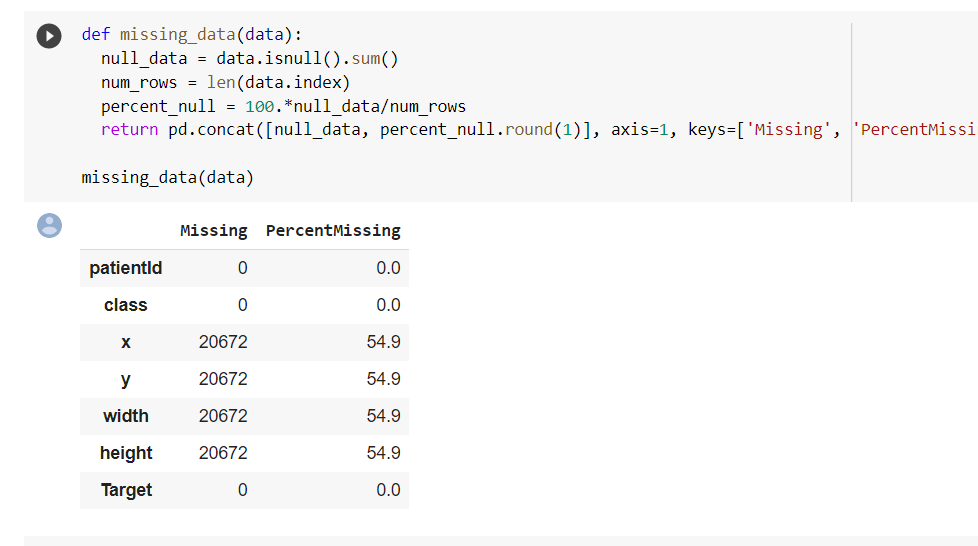 def missing_data(data):
  null_data = data.isnull().sum()
  num_rows = len(data.index)
  percent_null = 100.*null_data/num_rows
  return pd.concat([null_data, percent_null.round(1)], axis=1, keys=['Missing', 'PercentMissi
missing_data(data)
Missing PercentMissing
patientId 0 0.0
class 0 0.0
x 20672 54.9
y 20672 54.9
width 20672 54.9
height 20672 54.9
Target 0 0.0